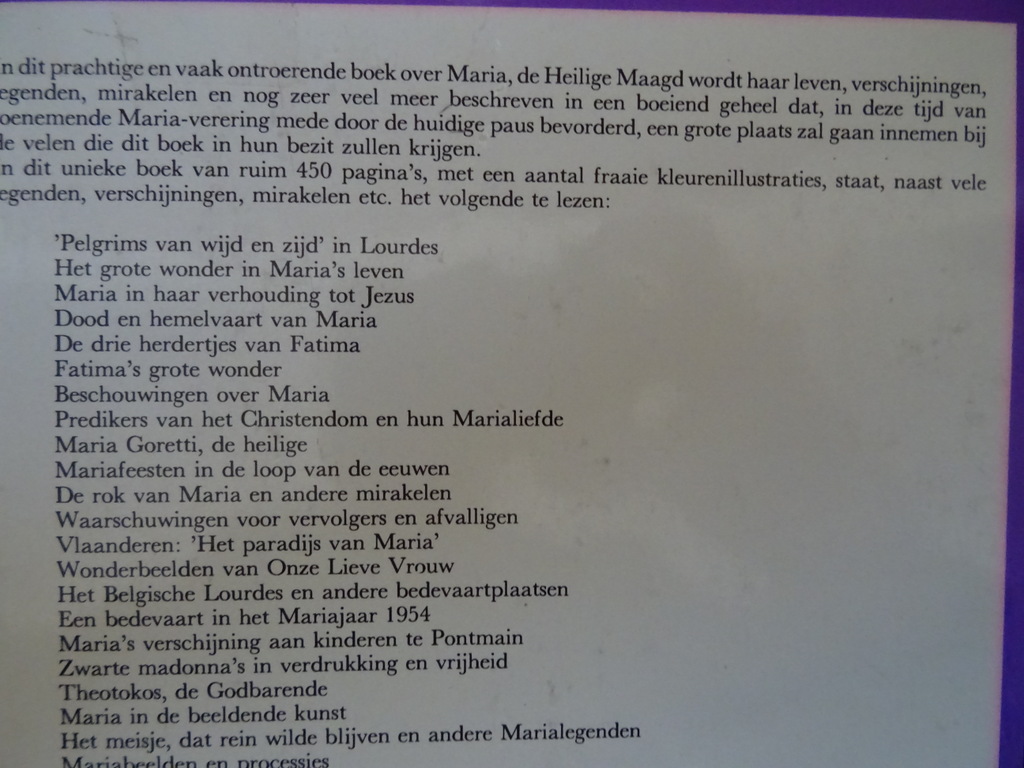 n dit prachtige en vaak ontroerende boek over Maria, de Heilige Maagd wordt haar leven, verschijningen,
egenden, mirakelen en nog zeer veel meer beschreven in een boeiend geheel dat, in deze tijd van
oenemende Maria-verering mede door de huidige paus bevorderd, een grote plaats zal gaan innemen bij
le velen die dit boek in hun bezit zullen krijgen.
n dit unieke boek van ruim 450 pagina's, met een aantal fraaie kleurenillustraties, staat, naast vele
egenden, verschijningen, mirakelen etc. het volgende te lezen:
'Pelgrims van wijd en zijd' in Lourdes
Het grote wonder in Maria's leven
Maria in haar verhouding tot Jezus
Dood en hemelvaart van Maria
De drie herdertjes van Fatima
Fatima's grote wonder
Beschouwingen over Maria
Predikers van het Christendom en hun Marialiefde
Maria Goretti, de heilige
Mariafeesten in de loop van de eeuwen
De rok van Maria en andere mirakelen
Waarschuwingen voor vervolgers en afvalligen
Vlaanderen: 'Het paradijs van Maria'
Wonderbeelden van Onze Lieve Vrouw
Het Belgische Lourdes en andere bedevaartplaatsen
Een bedevaart in het Mariajaar 1954
Maria's verschijning aan kinderen te Pontmain
Zwarte madonna's in verdrukking en vrijheid
Theotokos, de Godbarende
Maria in de beeldende kunst
Het meisje, dat rein wilde blijven en andere Marialegenden
Mariabeelden en processies